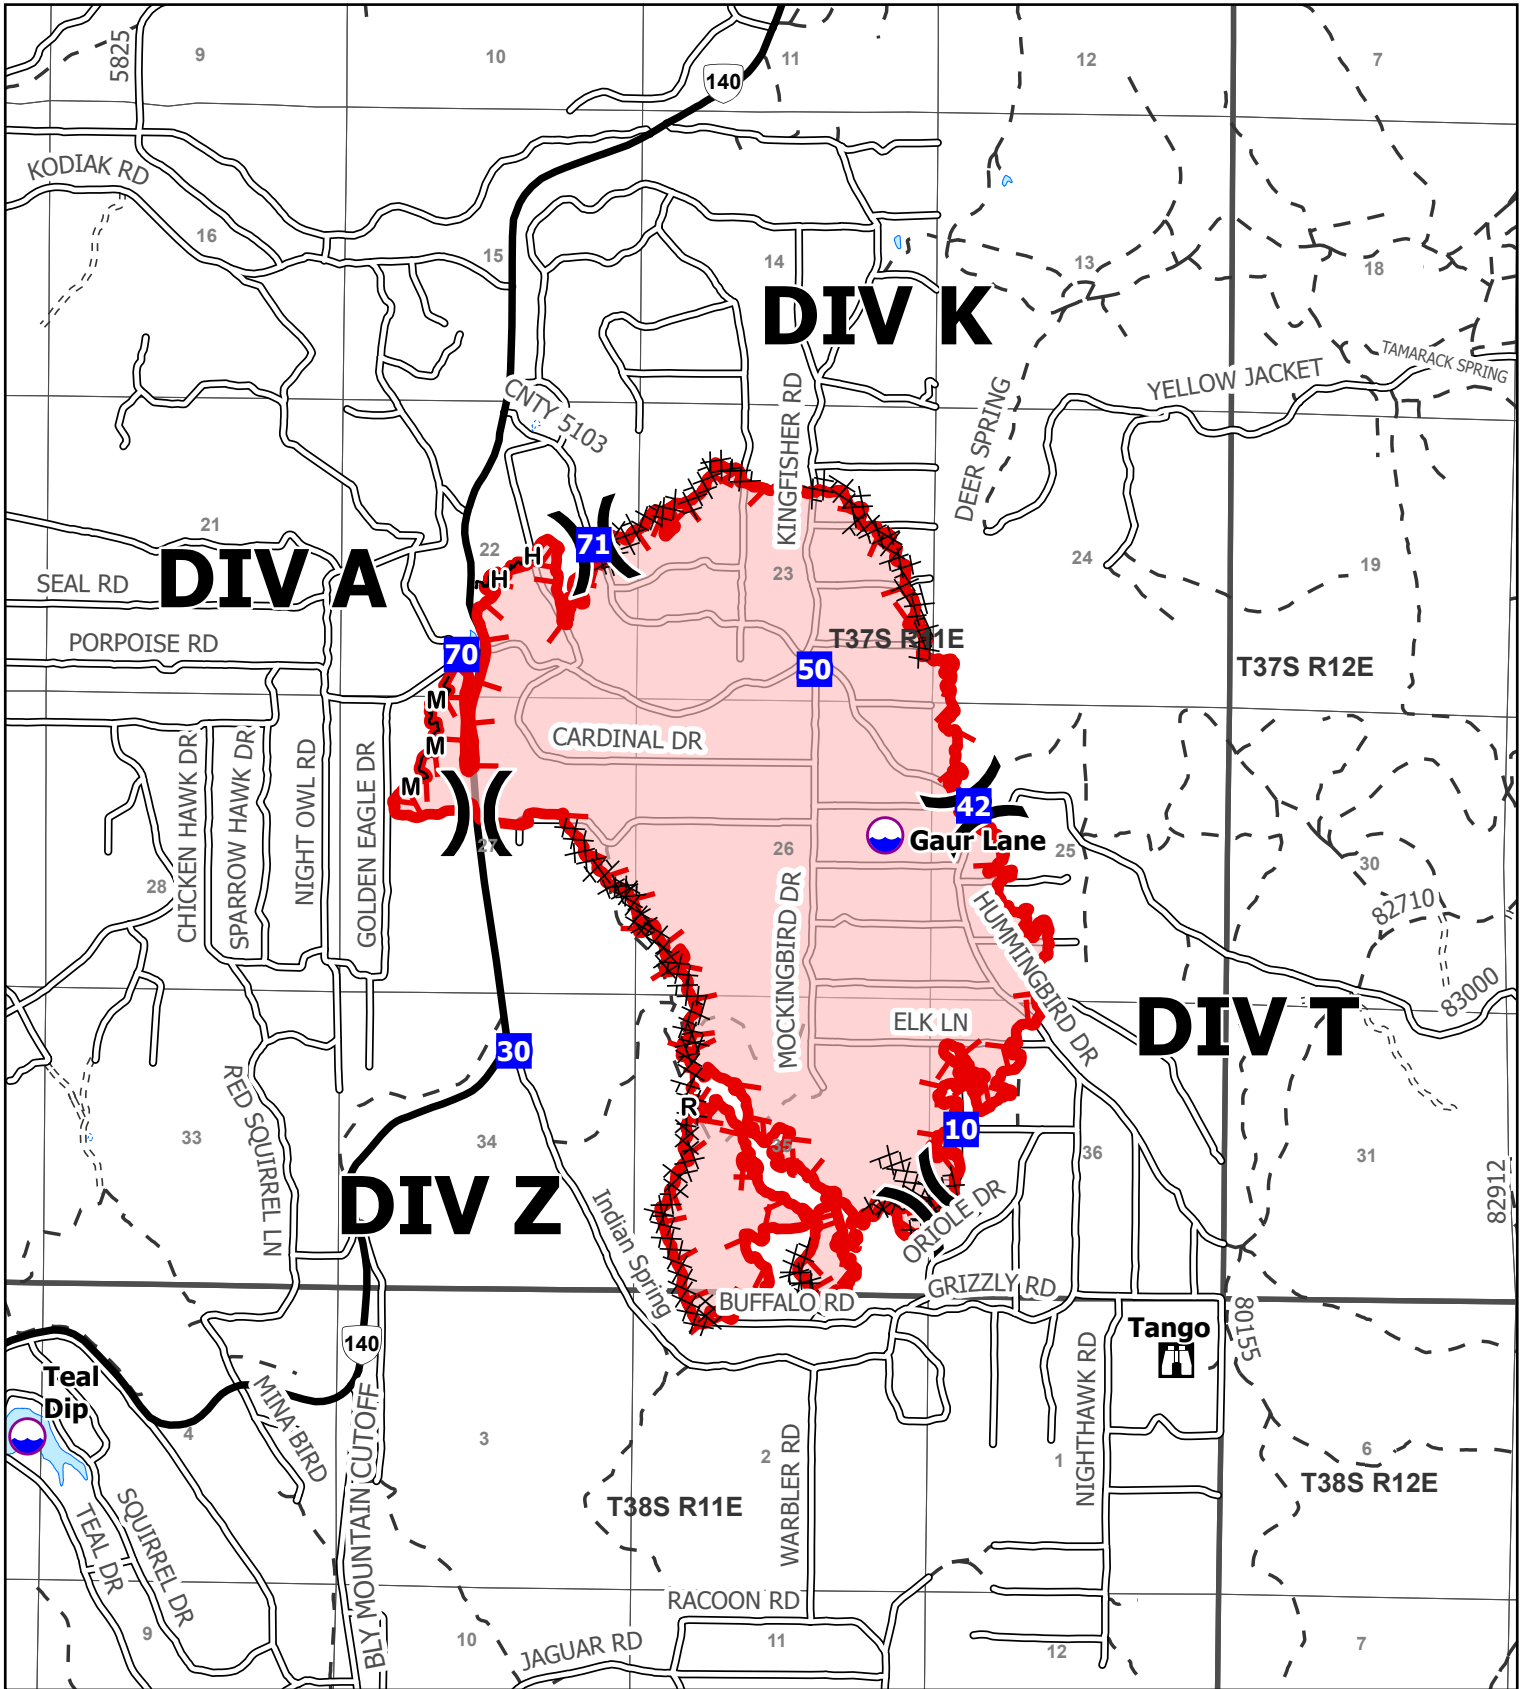 5825
9
10
11
12
7
140
KODIAK RD
16
15
14
13
18
DIV K
YELLOW JACKET
TAMARACK SPRING
CNTY 5103
KINGFISHER RD
DEER SPRING
21
22
71
23
24
19
DIV A
H
H
SEAL RD
PORPOISE RD
70
50
T37S R11E
T37S R12E
M
M
M
CARDINAL DR
42
Gaur Lane
27
26
25
30
28
CHICKEN HAWK DR
SPARROW HAWK DR
NIGHT OWL RD
GOLDEN EAGLE DR
MOCKINGBIRD DR
HUMMINGBIRD DR
82710
83000
ELK LN
DIV T
30
R
10
RED SQUIRREL LN
33
34
35
36
31
DIV Z
Indian Spring
ORIOLE DR
82912
BUFFALO RD
GRIZZLY RD
80155
140
Tango
Teal
Dip
MINA BIRD
BLY MOUNTAIN CUTOFF
NIGHTHAWK RD
WARBLER RD
4
3
2
1
6
T38S R11E
T38S R12E
TEAL DR
SQUIRREL DR
RACOON RD
JAGUAR RD
9
10
11
12
7